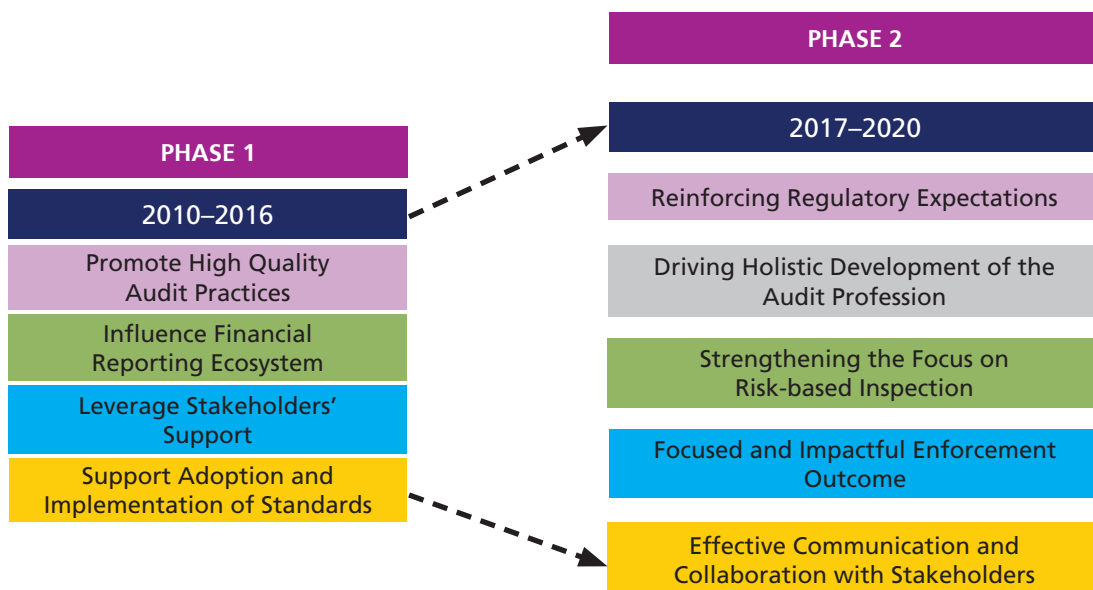 PHASE 1
2010–2016
Promote High Quality
Audit Practices
Influence Financial
Reporting Ecosystem
Leverage Stakeholders’
Support
Support Adoption and
Implementation of Standards
PHASE 2
2017–2020
Reinforcing Regulatory Expectations
Driving Holistic Development of the
Audit Profession
Strengthening the Focus on
Risk-based Inspection
Focused and Impactful Enforcement
Outcome
Effective Communication and
Collaboration with Stakeholders